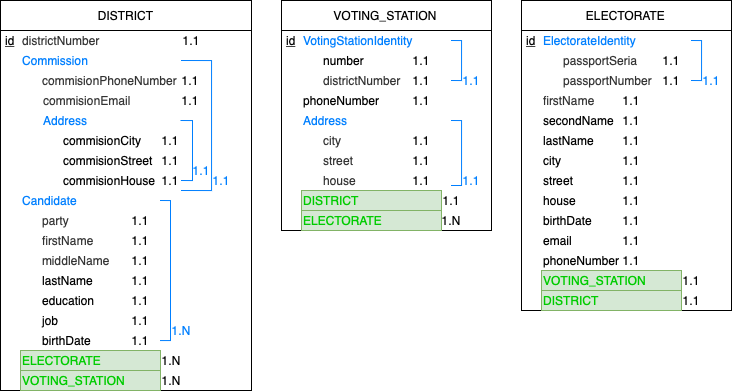 DISTRICT
id districtNumber 1.1
Commission
commisionPhoneNumber 1.1
commisionEmail 1.1
Address
commisionCity 1.1
commisionStreet 1.1
commisionHouse 1.1 1.1 1.1
Candidate
party 1.1
firstName 1.1
middleName 1.1
lastName 1.1
education 1.1
job 1.1
birthDate 1.1 1.N
ELECTORATE 1.N
VOTING_STATION 1.N
VOTING_STATION
id VotingStationIdentity
number 1.1
districtNumber 1.1 1.1
phoneNumber 1.1
Address
city 1.1
street 1.1
house 1.1 1.1
DISTRICT 1.1
ELECTORATE 1.N
ELECTORATE
id ElectorateIdentity
passportSeria 1.1
passportNumber 1.1 1.1
firstName 1.1
secondName 1.1
lastName 1.1
city 1.1
street 1.1
house 1.1
birthDate 1.1
email 1.1
phoneNumber 1.1
VOTING_STATION 1.1
DISTRICT 1.1